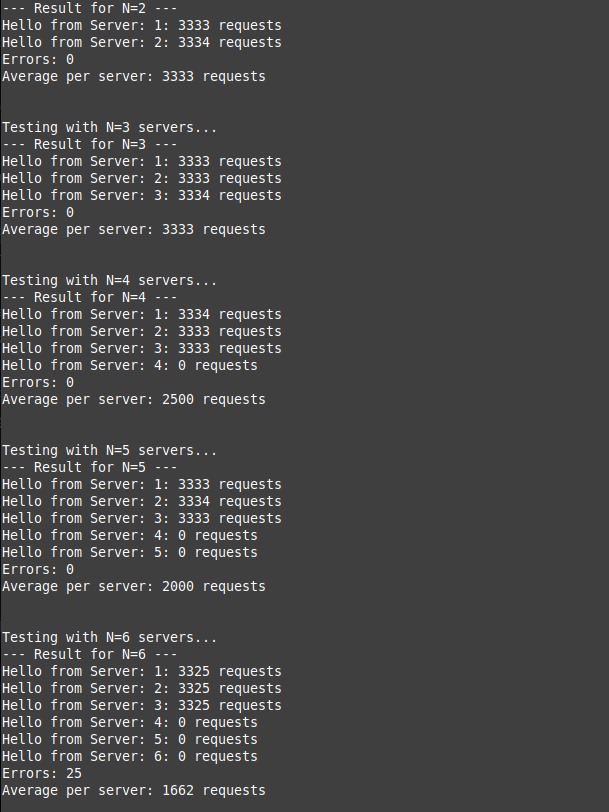 --- Result for N=2 ---
Hello from Server: 1: 3333 requests
Hello from Server: 2: 3334 requests
Errors: 0
Average per server: 3333 requests
Testing with N=3 servers...
--- Result for N=3 ---
Hello from Server: 1: 3333 requests
Hello from Server: 2: 3333 requests
Hello from Server: 3: 3334 requests
Errors: 0
Average per server: 3333 requests
Testing with N=4 servers...
--- Result for N=4 ---
Hello from Server: 1: 3334 requests
Hello from Server: 2: 3333 requests
Hello from Server: 3: 3333 requests
Hello from Server: 4: 0 requests
Errors: 0
Average per server: 2500 requests
Testing with N=5 servers...
--- Result for N=5 ---
Hello from Server: 1: 3333 requests
Hello from Server: 2: 3334 requests
Hello from Server: 3: 3333 requests
Hello from Server: 4: 0 requests
Hello from Server: 5: 0 requests
Errors: 0
Average per server: 2000 requests
Testing with N=6 servers...
--- Result for N=6 ---
Hello from Server: 1: 3325 requests
Hello from Server: 2: 3325 requests
Hello from Server: 3: 3325 requests
Hello from Server: 4: 0 requests
Hello from Server: 5: 0 requests
Hello from Server: 6: 0 requests
Errors: 25
Average per server: 1662 requests